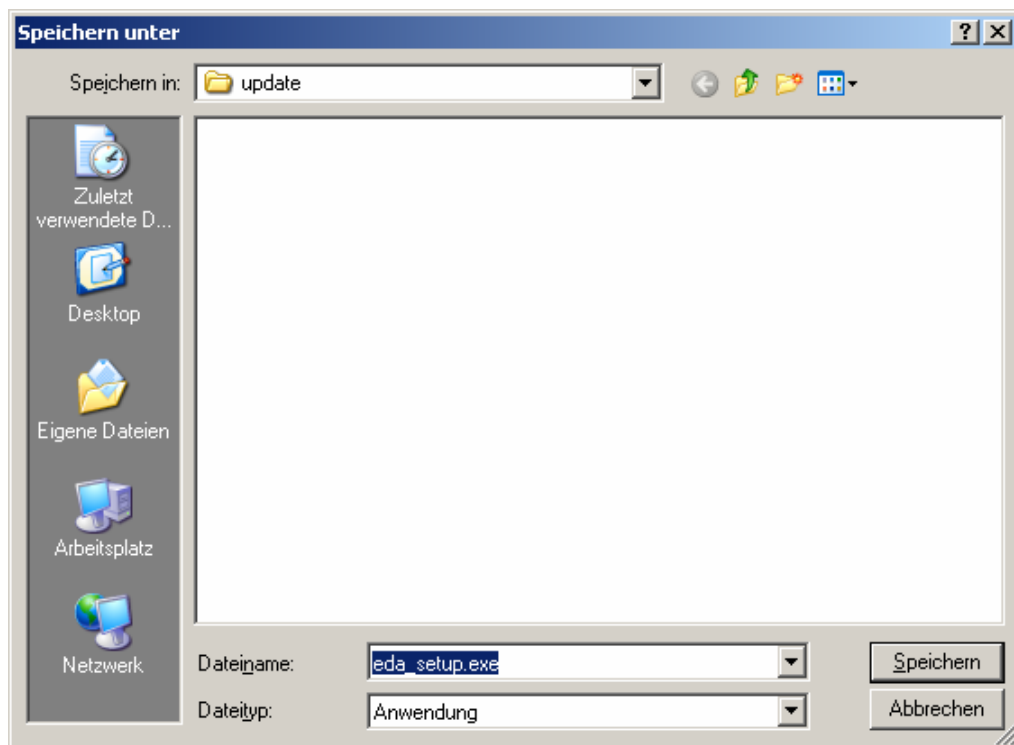 Speichern unter
Speichern in:
update
Zuletzt
verwendete D...
Desktop
Eigene Dateien
Arbeitsplatz
Netzwerk
Dateiname:
eda_setup.exe
Speichern
Dateityp:
Anwendung
Abbrechen